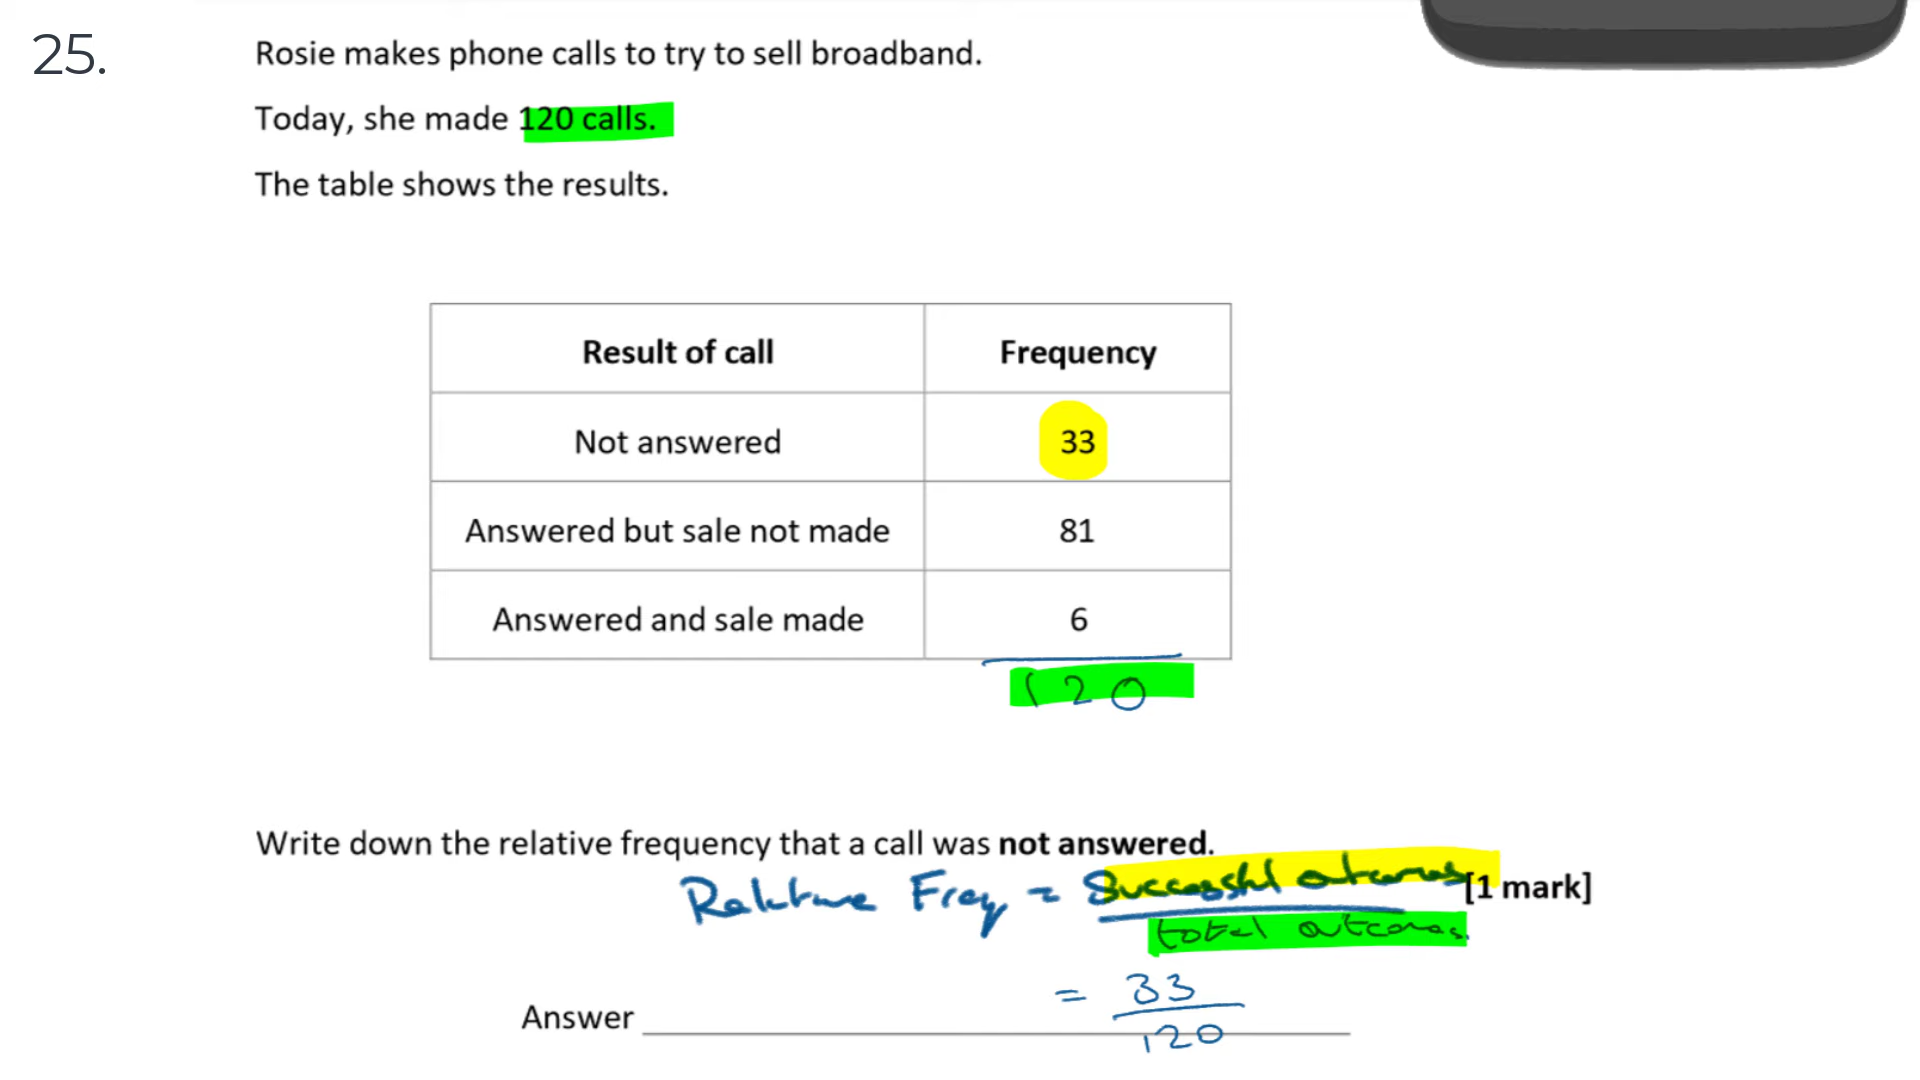 25.
Rosie makes phone calls to try to sell broadband.
Today, she made 120 calls.
The table shows the results.
Result of call Frequency
Not answered 33
Answered but sale not made 81
Answered and sale made 6
120
Write down the relative frequency that a call was not answered.
Relative Freq = Successful outcomes
[1 mark]
total outcomes.
= 33
Answer
120